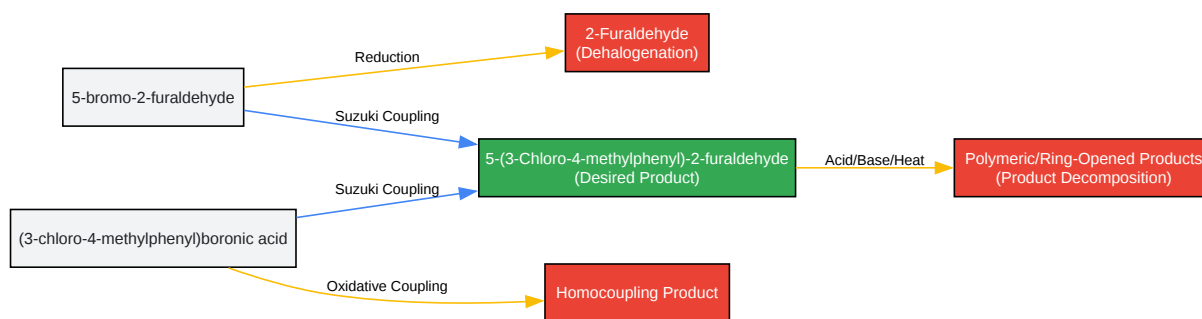 2-Furaldehyde
(Dehalogenation)
Reduction
5-bromo-2-furaldehyde
Suzuki Coupling
5-(3-Chloro-4-methylphenyl)-2-furaldehyde
(Desired Product)
Acid/Base/Heat
Polymeric/Ring-Opened Products
(Product Decomposition)
Suzuki Coupling
(3-chloro-4-methylphenyl)boronic acid
Oxidative Coupling
Homocoupling Product